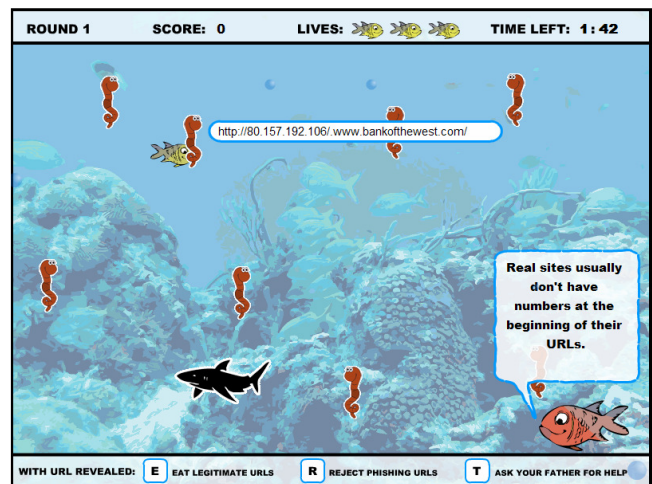 ROUND 1 SCORE: 0 LIVES: TIME LEFT: 1:42
http://80.157.192.106/.www.bankofthewest.com/
Real sites usually
don't have
numbers at the
beginning of their
URLs.
WITH URL REVEALED: E EAT LEGITIMATE URLS R REJECT PHISHING URLS T ASK YOUR FATHER FOR HELP